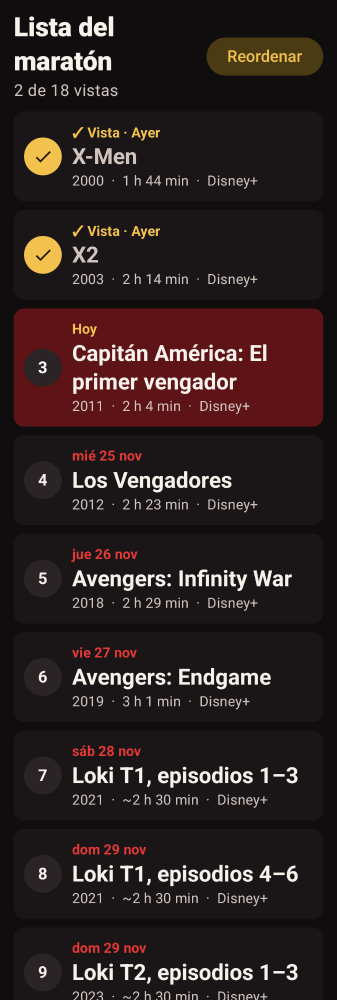 Lista del
maratón
Reordenar
2 de 18 vistas
✓ Vista · Ayer
X-Men
2000 · 1 h 44 min · Disney+
✓ Vista · Ayer
X2
2003 · 2 h 14 min · Disney+
Hoy
3
Capitán América: El
primer vengador
2011 · 2 h 4 min · Disney+
mié 25 nov
4
Los Vengadores
2012 · 2 h 23 min · Disney+
jue 26 nov
5
Avengers: Infinity War
2018 · 2 h 29 min · Disney+
vie 27 nov
6
Avengers: Endgame
2019 · 3 h 1 min · Disney+
sáb 28 nov
7
Loki T1, episodios 1–3
2021 · ~2 h 30 min · Disney+
dom 29 nov
8
Loki T1, episodios 4–6
2021 · ~2 h 30 min · Disney+
dom 29 nov
9
Loki T2, episodios 1–3
2023 · ~2 h 30 min · Disney+